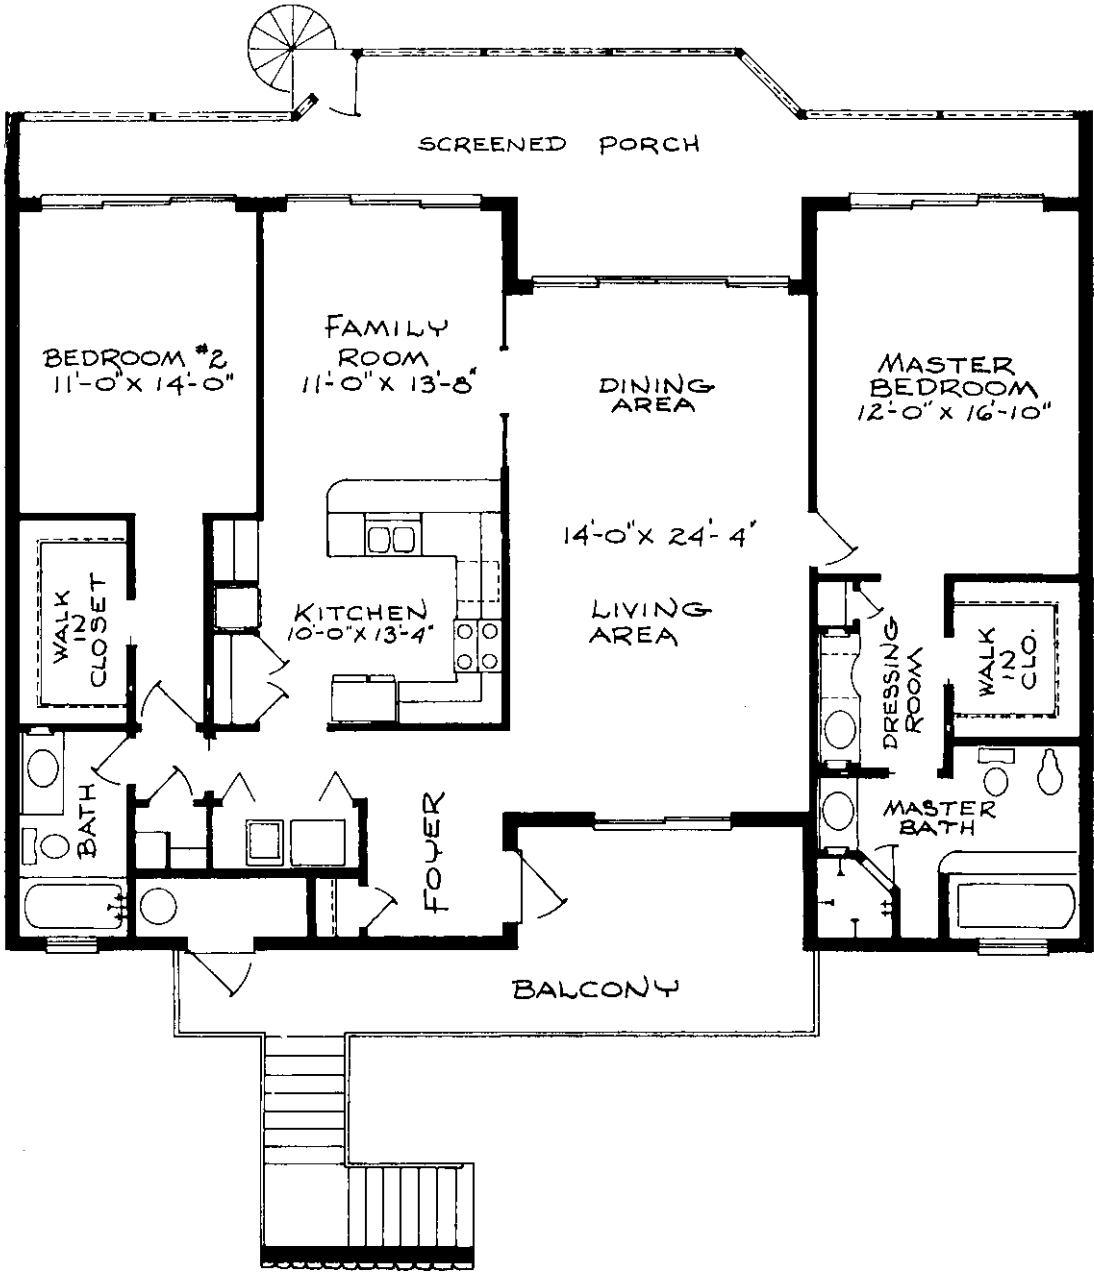 SCREENED PORCH
FAMILY
ROOM
11'-0" X 13'-8"
BEDROOM #2
11'-0" X 14'-0"
DINING
AREA
MASTER
BEDROOM
12'-0" X 16'-10"
14'-0" X 24'-4"
WALK
IN
CLOSET
KITCHEN
10'-0" X 13'-4"
LIVING
AREA
DRESSING
ROOM
WALK
IN
CLO.
BATH
FOYER
MASTER
BATH
BALCONY